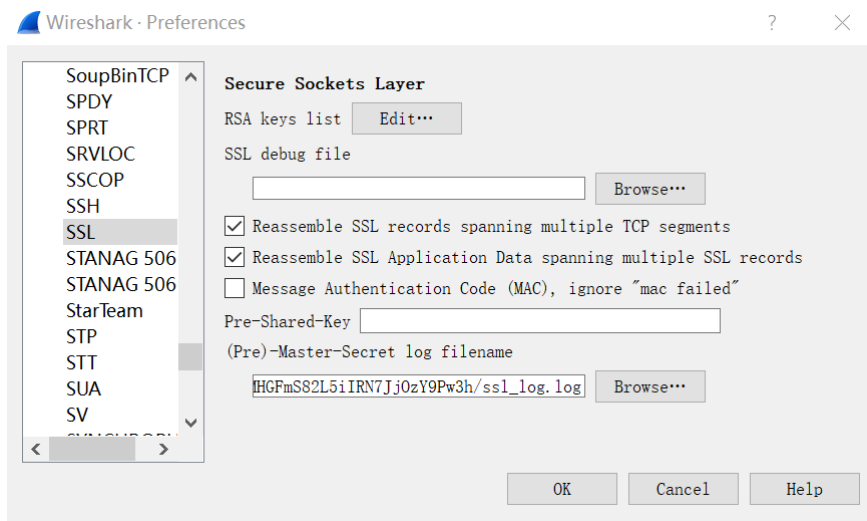 Wireshark · Preferences
?
SoupBinTCP
SPDY
SPRT
SRVLOC
SSCOP
SSH
SSL
STANAG 506
STANAG 506
StarTeam
STP
STT
SUA
SV
Secure Sockets Layer
RSA keys list Edit…
SSL debug file
Browse…
Reassemble SSL records spanning multiple TCP segments
Reassemble SSL Application Data spanning multiple SSL records
Message Authentication Code (MAC), ignore "mac failed"
Pre-Shared-Key
(Pre)-Master-Secret log filename
MHGFmS82L5iIRN7JjOzY9Pw3h/ssl_log.log Browse…
OK Cancel Help